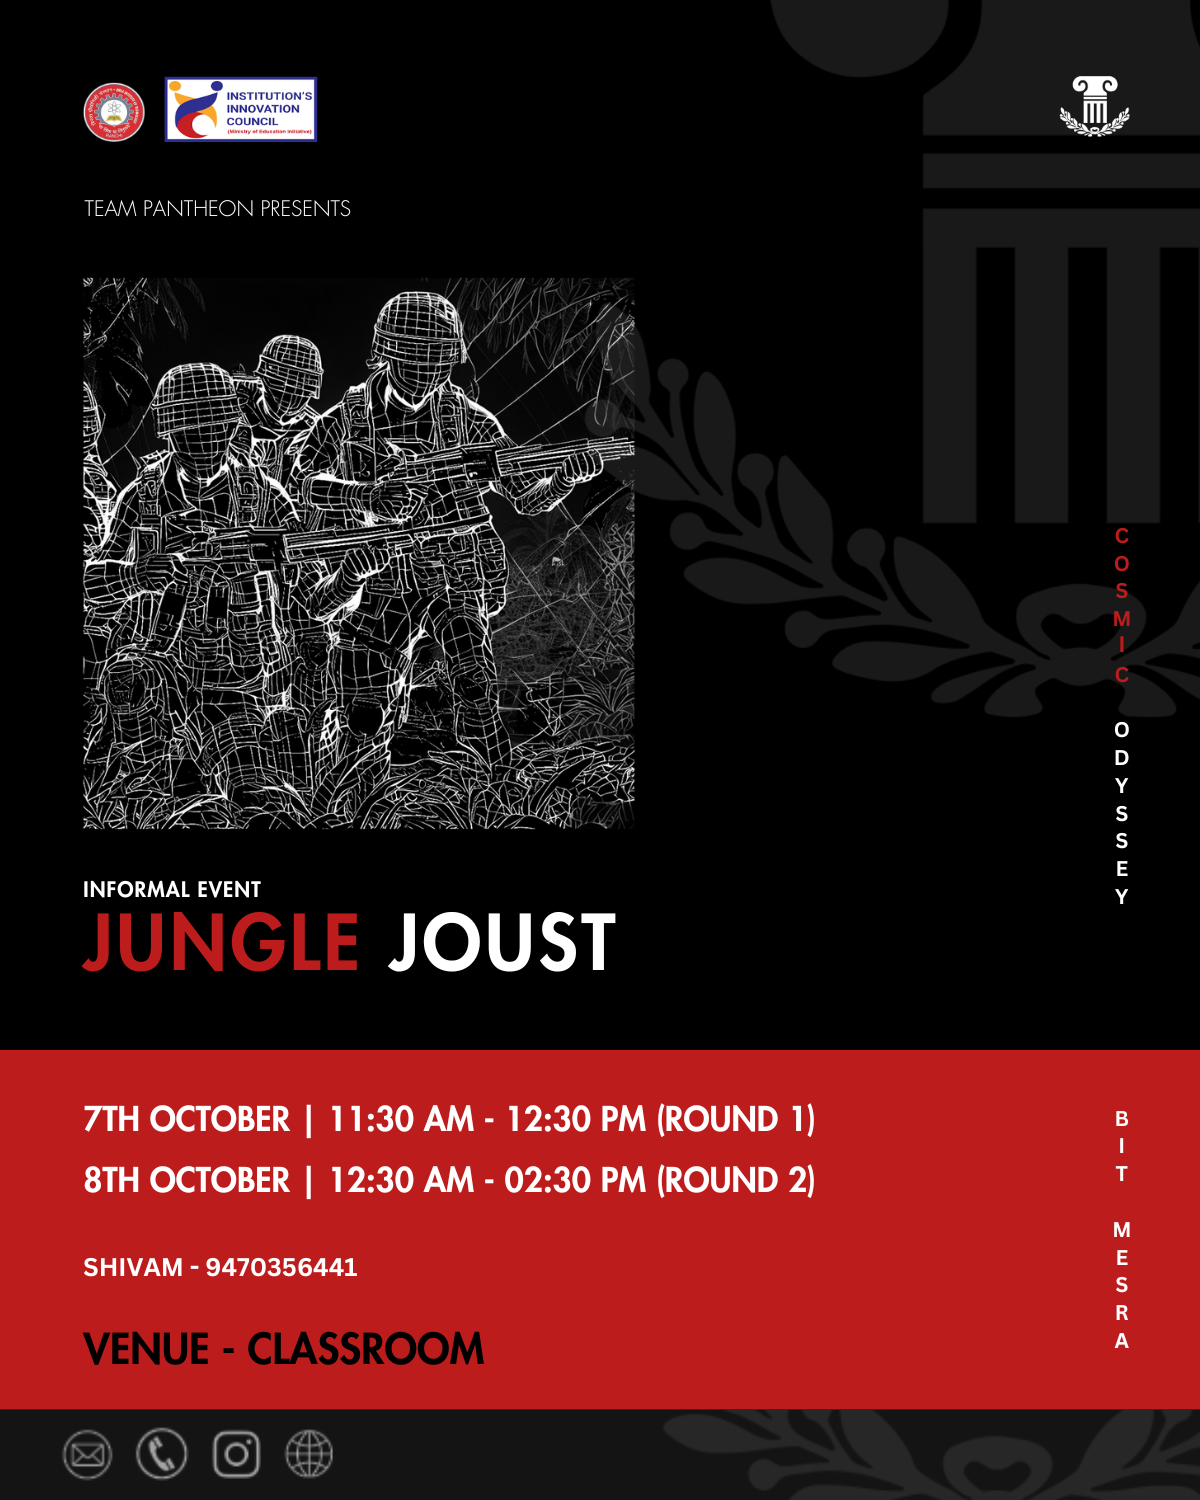 INSTITUTION'S
INNOVATION
COUNCIL
(Ministry of Education Initiative)
TEAM PANTHEON PRESENTS
COSMIC ODYSSEY
INFORMAL EVENT
JUNGLE JOUST
7TH OCTOBER | 11:30 AM - 12:30 PM (ROUND 1)
8TH OCTOBER | 12:30 AM - 02:30 PM (ROUND 2)
SHIVAM - 9470356441
VENUE - CLASSROOM
BIT MESRA